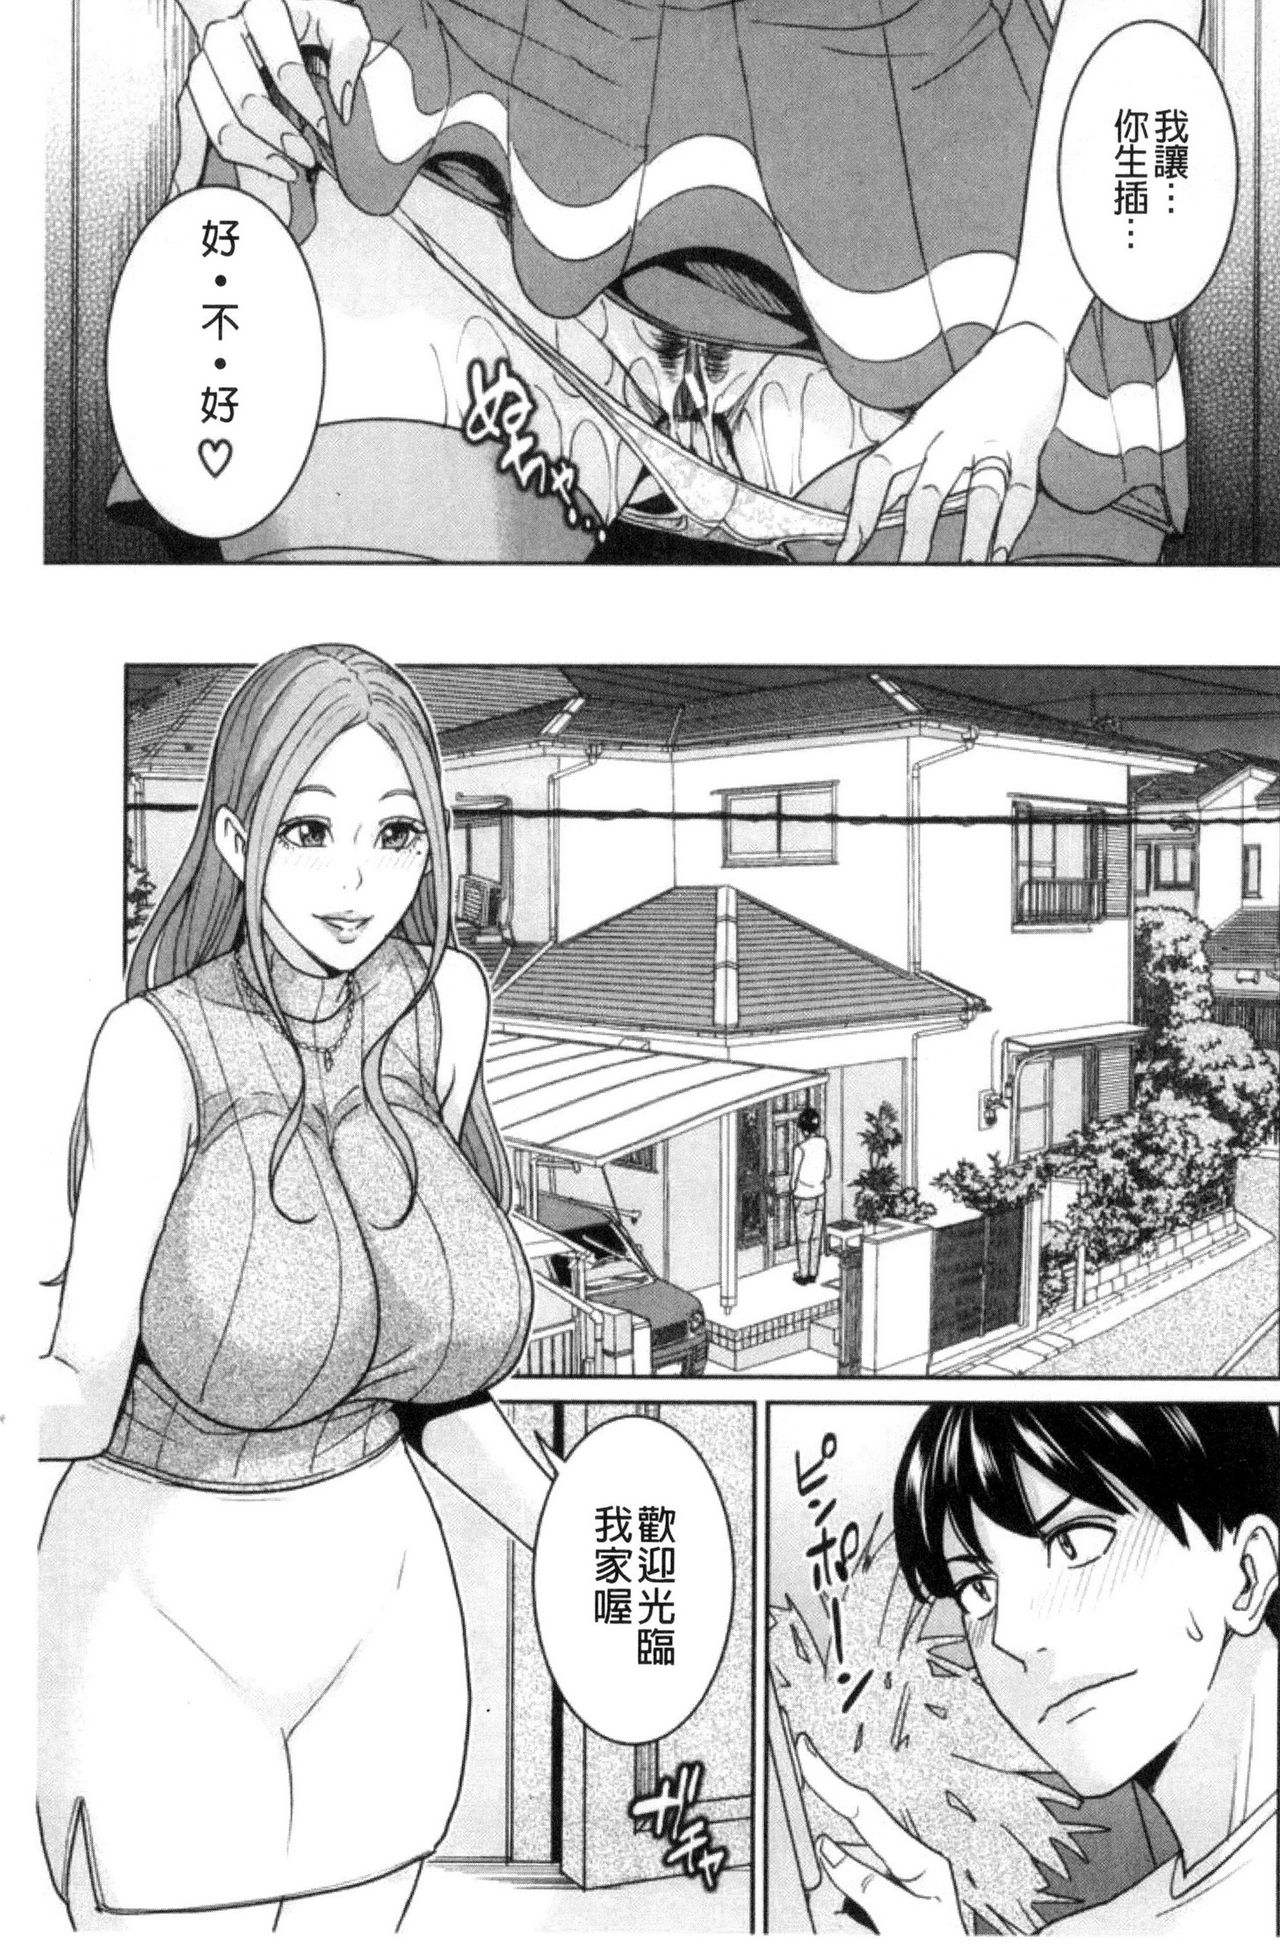 我讓…
你生插…
好・不・好♡
ぬちゃ…
ピンポーン
歡迎光臨
我家喔
ガチャ